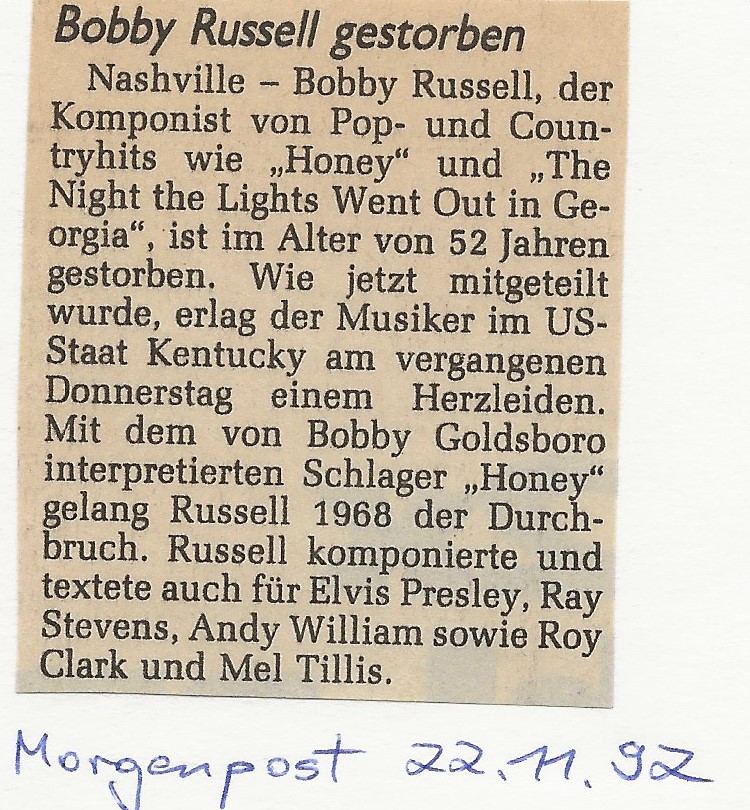 Bobby Russell gestorben
Nashville – Bobby Russell, der
Komponist von Pop- und Coun-
tryhits wie „Honey“ und „The
Night the Lights Went Out in Ge-
orgia“, ist im Alter von 52 Jahren
gestorben. Wie jetzt mitgeteilt
wurde, erlag der Musiker im US-
Staat Kentucky am vergangenen
Donnerstag einem Herzleiden.
Mit dem von Bobby Goldsboro
interpretierten Schlager „Honey“
gelang Russell 1968 der Durch-
bruch. Russell komponierte und
textete auch für Elvis Presley, Ray
Stevens, Andy William sowie Roy
Clark und Mel Tillis.
Morgenpost 22.11.92